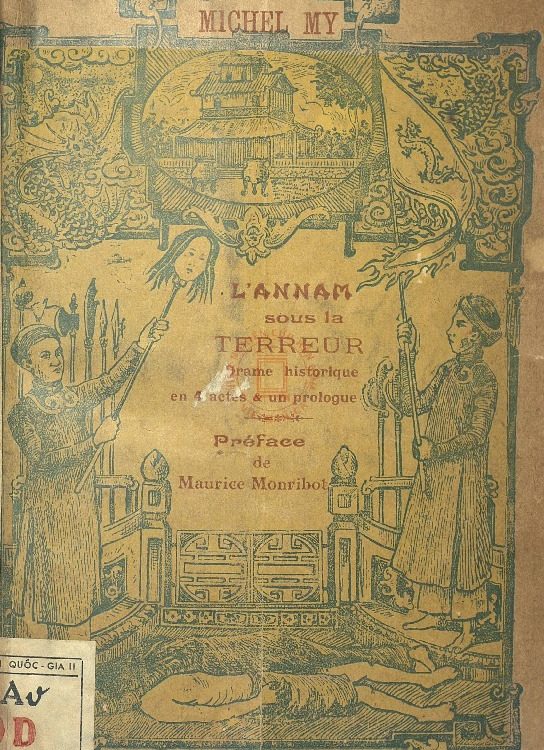 MICHEL MY
L'ANNAM
sous la
TERREUR
Drame historique
en 4 actes & un prologue
Préface
de
Maurice Monribot
QUỐC - GIA II
Av
D